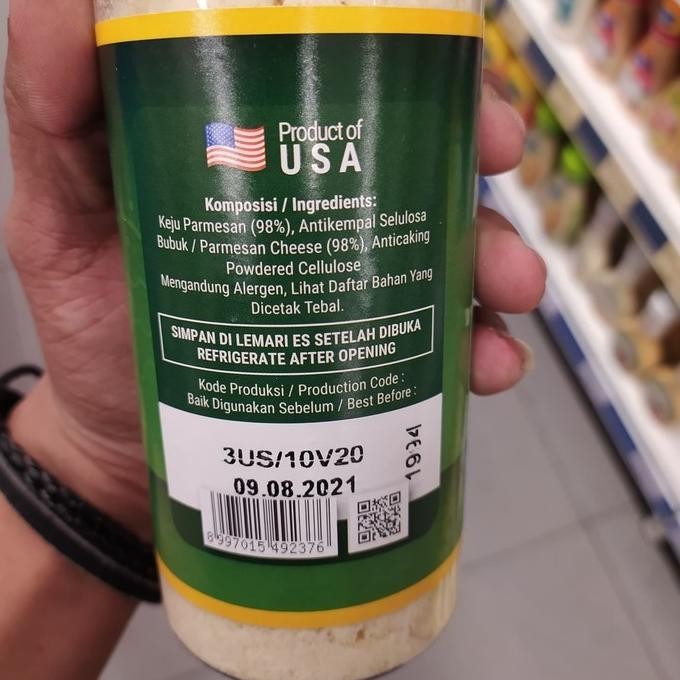 Product of
USA
Komposisi / Ingredients:
Keju Parmesan (98%), Antikempal Selulosa
Bubuk / Parmesan Cheese (98%), Anticaking
Powdered Cellulose
Mengandung Alergen, Lihat Daftar Bahan Yang
Dicetak Tebal.
SIMPAN DI LEMARI ES SETELAH DIBUKA
REFRIGERATE AFTER OPENING
Kode Produksi / Production Code :
Baik Digunakan Sebelum / Best Before :
3US/10V20
09.08.2021
19:34
8 997015 492376